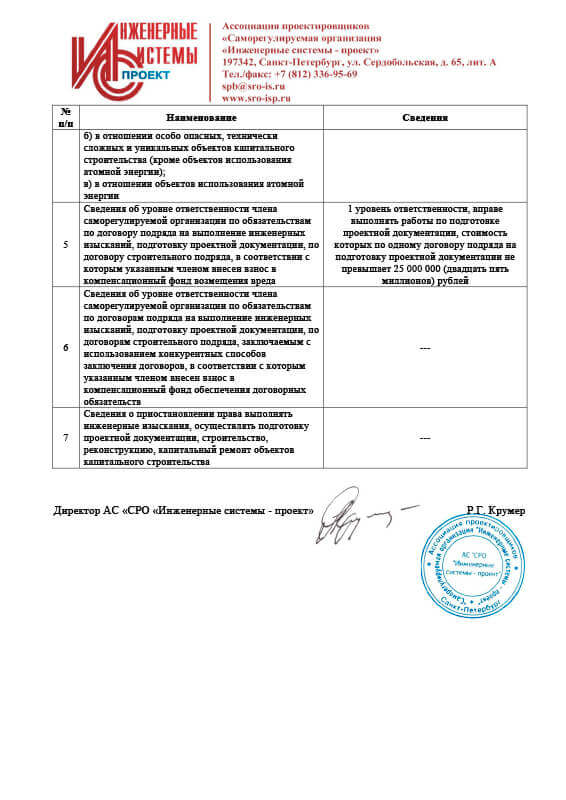 ИНЖЕНЕРНЫЕ
СИСТЕМЫ
ПРОЕКТ
Ассоциация проектировщиков
«Саморегулируемая организация
«Инженерные системы - проект»
197342, Санкт-Петербург, ул. Сердобольская, д. 65, лит. А
Тел./факс: +7 (812) 336-95-69
spb@sro-is.ru
www.sro-isp.ru
№
п/п
Наименование
Сведения
б) в отношении особо опасных, технически
сложных и уникальных объектов капитального
строительства (кроме объектов использования
атомной энергии);
в) в отношении объектов использования атомной
энергии
5
Сведения об уровне ответственности члена
саморегулируемой организации по обязательствам
по договору подряда на выполнение инженерных
изысканий, подготовку проектной документации, по
договору строительного подряда, в соответствии с
которым указанным членом внесен взнос в
компенсационный фонд возмещения вреда
1 уровень ответственности, вправе
выполнять работы по подготовке
проектной документации, стоимость
которых по одному договору подряда на
подготовку проектной документации не
превышает 25 000 000 (двадцать пять
миллионов) рублей
6
Сведения об уровне ответственности члена
саморегулируемой организации по обязательствам
по договорам подряда на выполнение инженерных
изысканий, подготовку проектной документации, по
договорам строительного подряда, заключаемым с
использованием конкурентных способов
заключения договоров, в соответствии с которым
указанным членом внесен взнос в
компенсационный фонд обеспечения договорных
обязательств
---
7
Сведения о приостановлении права выполнять
инженерные изыскания, осуществлять подготовку
проектной документации, строительство,
реконструкцию, капитальный ремонт объектов
капитального строительства
---
Директор АС «СРО «Инженерные системы - проект»
Р.Г. Крумер
Ассоциация проектировщиков
"Саморегулируемая организация "Инженерные системы - проект"
Санкт-Петербург
АС "СРО
"Инженерные
системы - проект"